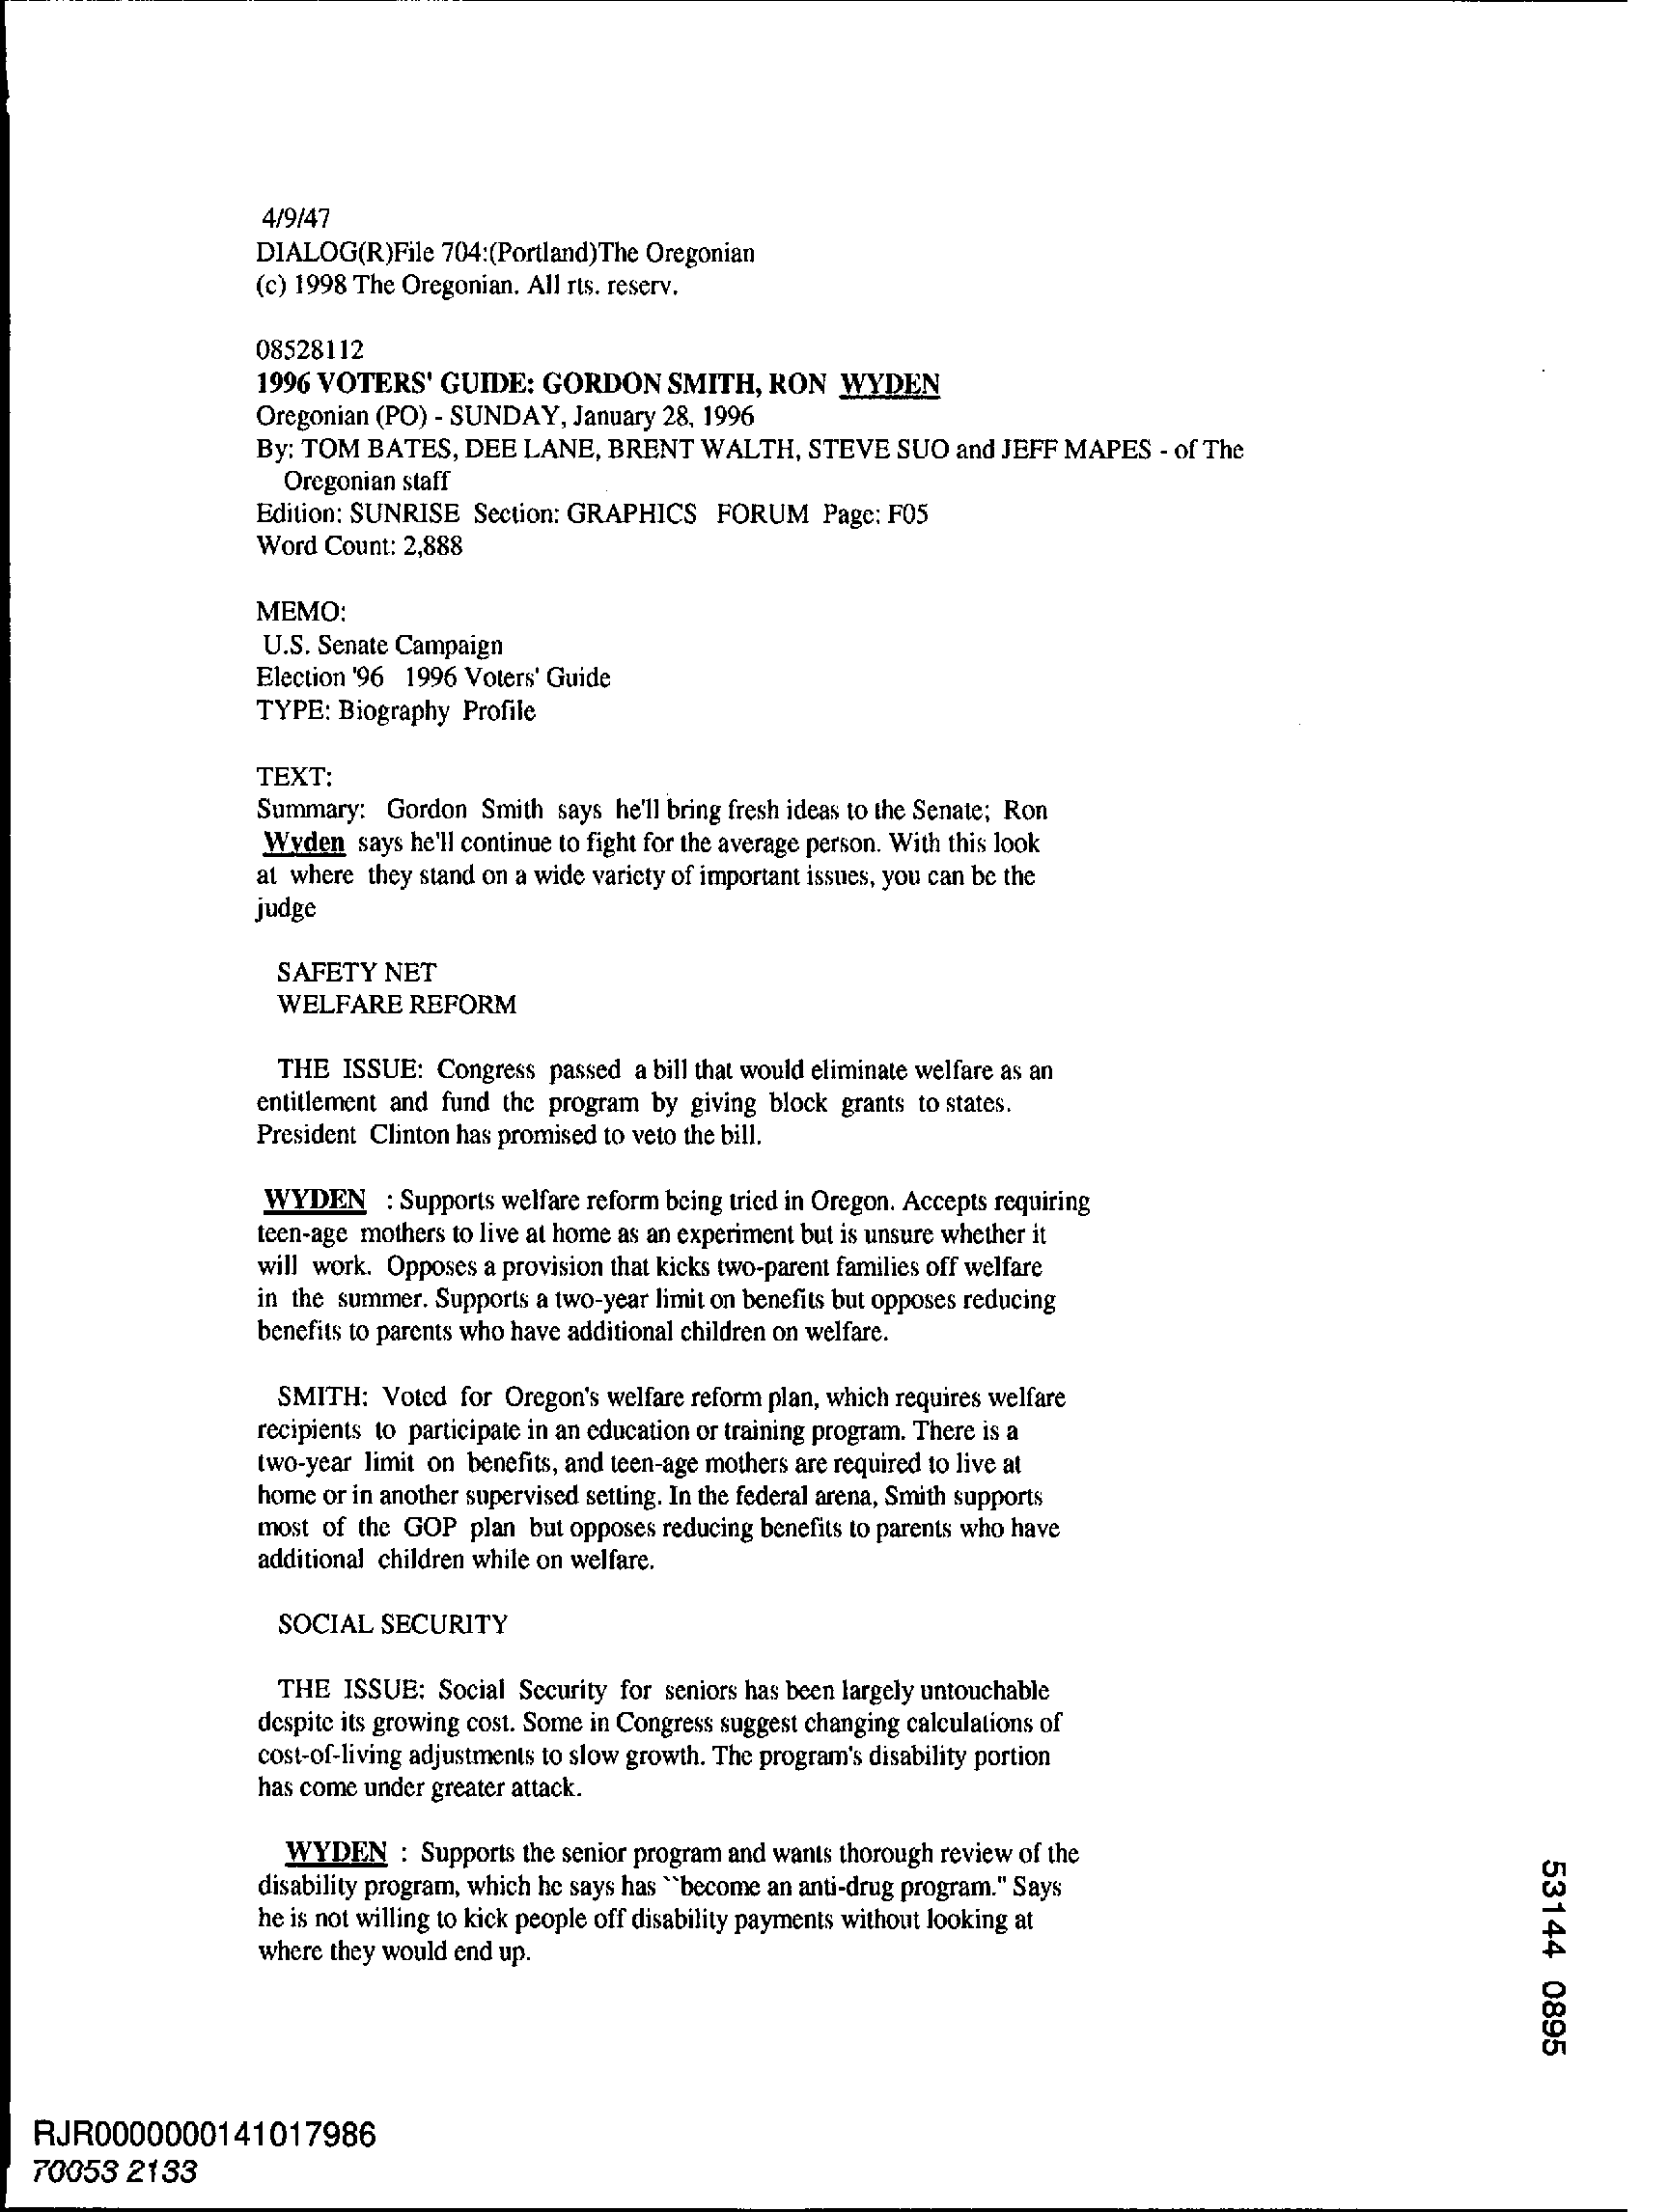 4/9/47
DIALOG(R)File 704:(Portland)The Oregonian
(c) 1998 The Oregonian. All rts. reserv.
08528112
1996 VOTERS' GUIDE: GORDON SMITH, RON WYDEN
Oregonian (PO) - SUNDAY, January 28, 1996
By: TOM BATES, DEE LANE, BRENT WALTH, STEVE SUO and JEFF MAPES - of The
Oregonian staff
Edition: SUNRISE Section: GRAPHICS FORUM Page: F05
Word Count: 2,888
MEMO:
U.S. Senate Campaign
Election '96 1996 Voters' Guide
TYPE: Biography Profile
TEXT:
Summary: Gordon Smith says he'll bring fresh ideas to the Senate; Ron
Wyden says he'll continue to fight for the average person. With this look
at where they stand on a wide variety of important issues, you can be the
judge
SAFETY NET
WELFARE REFORM
THE ISSUE: Congress passed a bill that would eliminate welfare as an
entitlement and fund the program by giving block grants to states.
President Clinton has promised to veto the bill.
WYDEN : Supports welfare reform being tried in Oregon. Accepts requiring
teen-age mothers to live at home as an experiment but is unsure whether it
will work. Opposes a provision that kicks two-parent families off welfare
in the summer. Supports a two-year limit on benefits but opposes reducing
benefits to parents who have additional children on welfare.
SMITH: Voted for Oregon's welfare reform plan, which requires welfare
recipients to participate in an education or training program. There is a
two-year limit on benefits, and teen-age mothers are required to live at
home or in another supervised setting. In the federal arena, Smith supports
most of the GOP plan but opposes reducing benefits to parents who have
additional children while on welfare.
SOCIAL SECURITY
THE ISSUE: Social Security for seniors has been largely untouchable
despite its growing cost. Some in Congress suggest changing calculations of
cost-of-living adjustments to slow growth. The program's disability portion
has come under greater attack.
WYDEN : Supports the senior program and wants thorough review of the
disability program, which he says has ``become an anti-drug program." Says
he is not willing to kick people off disability payments without looking at
where they would end up.
53144 0895
RJR0000000141017986
70053 2133